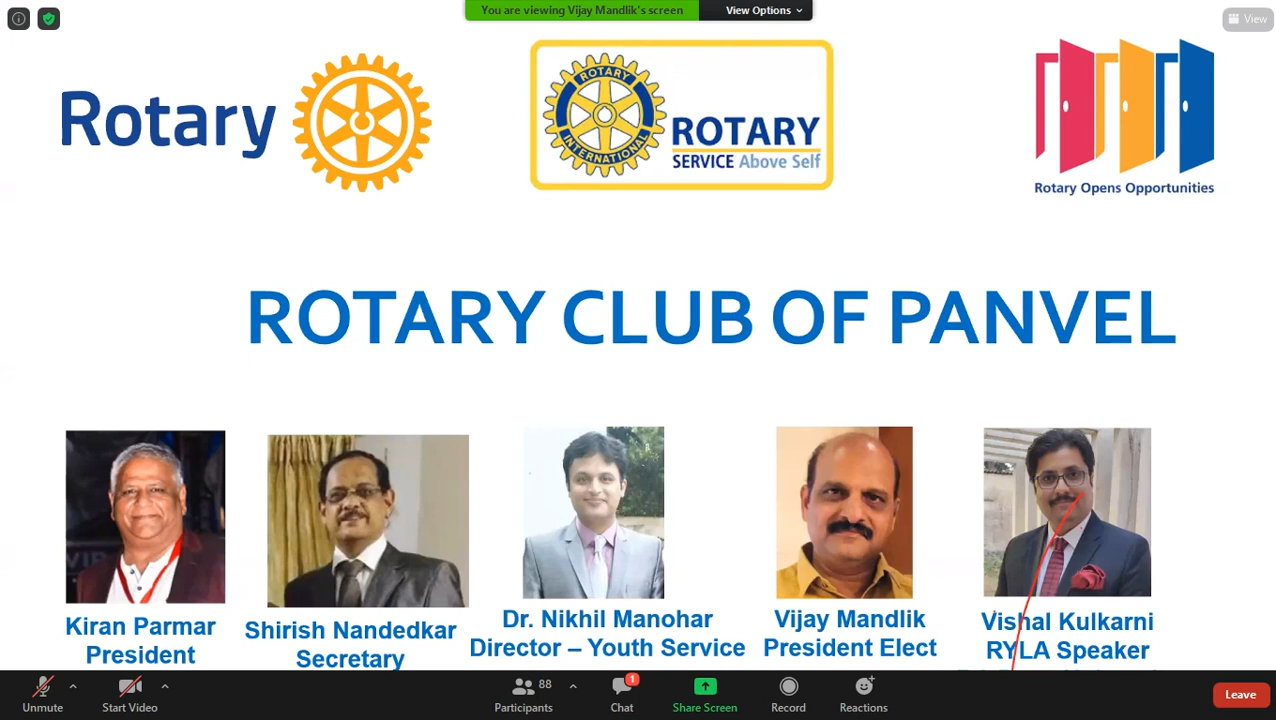 You are viewing Vijay Mandlik's screen
View Options
View
Rotary
ROTARY
INTERNATIONAL
ROTARY
SERVICE Above Self
Rotary Opens Opportunities
ROTARY CLUB OF PANVEL
Kiran Parmar
President
Shirish Nandedkar
Secretary
Dr. Nikhil Manohar
Director – Youth Service
Vijay Mandlik
President Elect
Vishal Kulkarni
RYLA Speaker
Unmute
Start Video
88
Participants
1
Chat
Share Screen
Record
Reactions
Leave